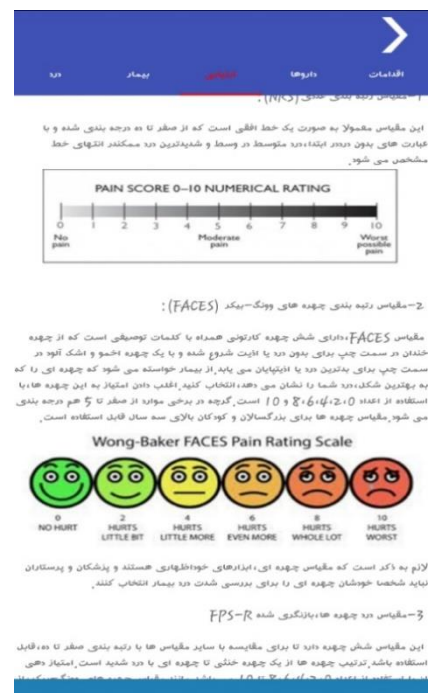 اقدامات داروها ارزیابی بیمار درد
1-مقیاس رتبه بندی عددی (NRS):
این مقیاس معمولا به صورت یک خط افقی است که از صفر تا ده درجه بندی شده و با
عبارت های بدون درددر ابتدا،درد متوسط در وسط و شدیدترین درد ممکندر انتهای خط
مشخص می شود.
PAIN SCORE 0–10 NUMERICAL RATING
0 1 2 3 4 5 6 7 8 9 10
No pain Moderate pain Worst possible pain
2-مقیاس رتبه بندی چهره های وونگ-بیکر (FACES):
مقیاس FACES،دارای شش چهره کارتونی همراه با کلمات توصیفی است که از چهره
خندان در سمت چپ برای بدون درد یا اذیت شروع شده و با یک چهره اخمو و اشک آلود در
سمت چپ برای بدترین درد یا اذیتپایان می یابد.از بیمار خواسته می شود که چهره ای را که
به بهترین شکل،درد شما را نشان می دهد،انتخاب کنید.اغلب دادن امتیاز به این چهره ها،با
استفاده از اعداد 0،2،4،6،8 و 10 است.گرچه در برخی موارد از صفر تا 5 هم درجه بندی
می شود.مقیاس چهره ها برای بزرگسالان و کودکان بالای سه سال قابل استفاده است.
Wong-Baker FACES Pain Rating Scale
0 2 4 6 8 10
NO HURT HURTS LITTLE BIT HURTS LITTLE MORE HURTS EVEN MORE HURTS WHOLE LOT HURTS WORST
لازم به ذکر است که مقیاس چهره ای،ابزارهای خوداظهاری هستند و پزشکان و پرستاران
نباید شخصا خودشان چهره ای را برای بررسی شدت درد بیمار انتخاب کنند.
3-مقیاس درد چهره ها،بازنگری شده FPS-R
این مقیاس شش چهره دارد تا برای مقایسه با سایر مقیاس ها با رتبه بندی صفر تا ده،قابل
استفاده باشد.ترتیب چهره ها از یک چهره خنثی تا چهره ای با درد شدید است.امتیاز دهی